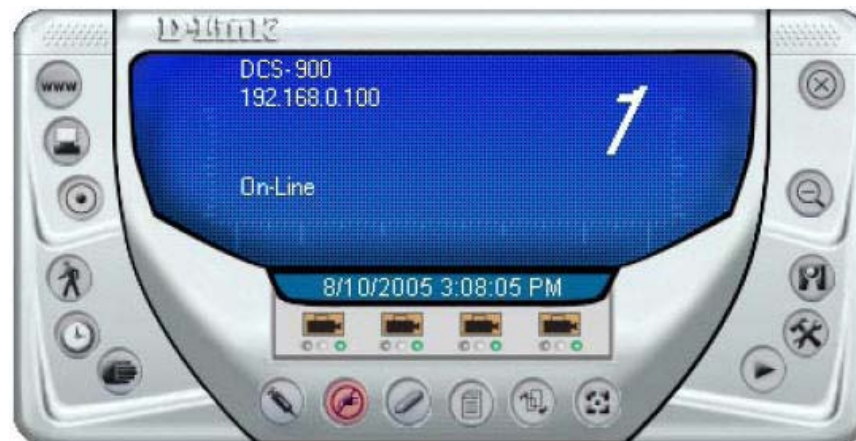 D-Link
DCS-900
192.168.0.100
1
On-Line
www
8/10/2005 3:08:05 PM